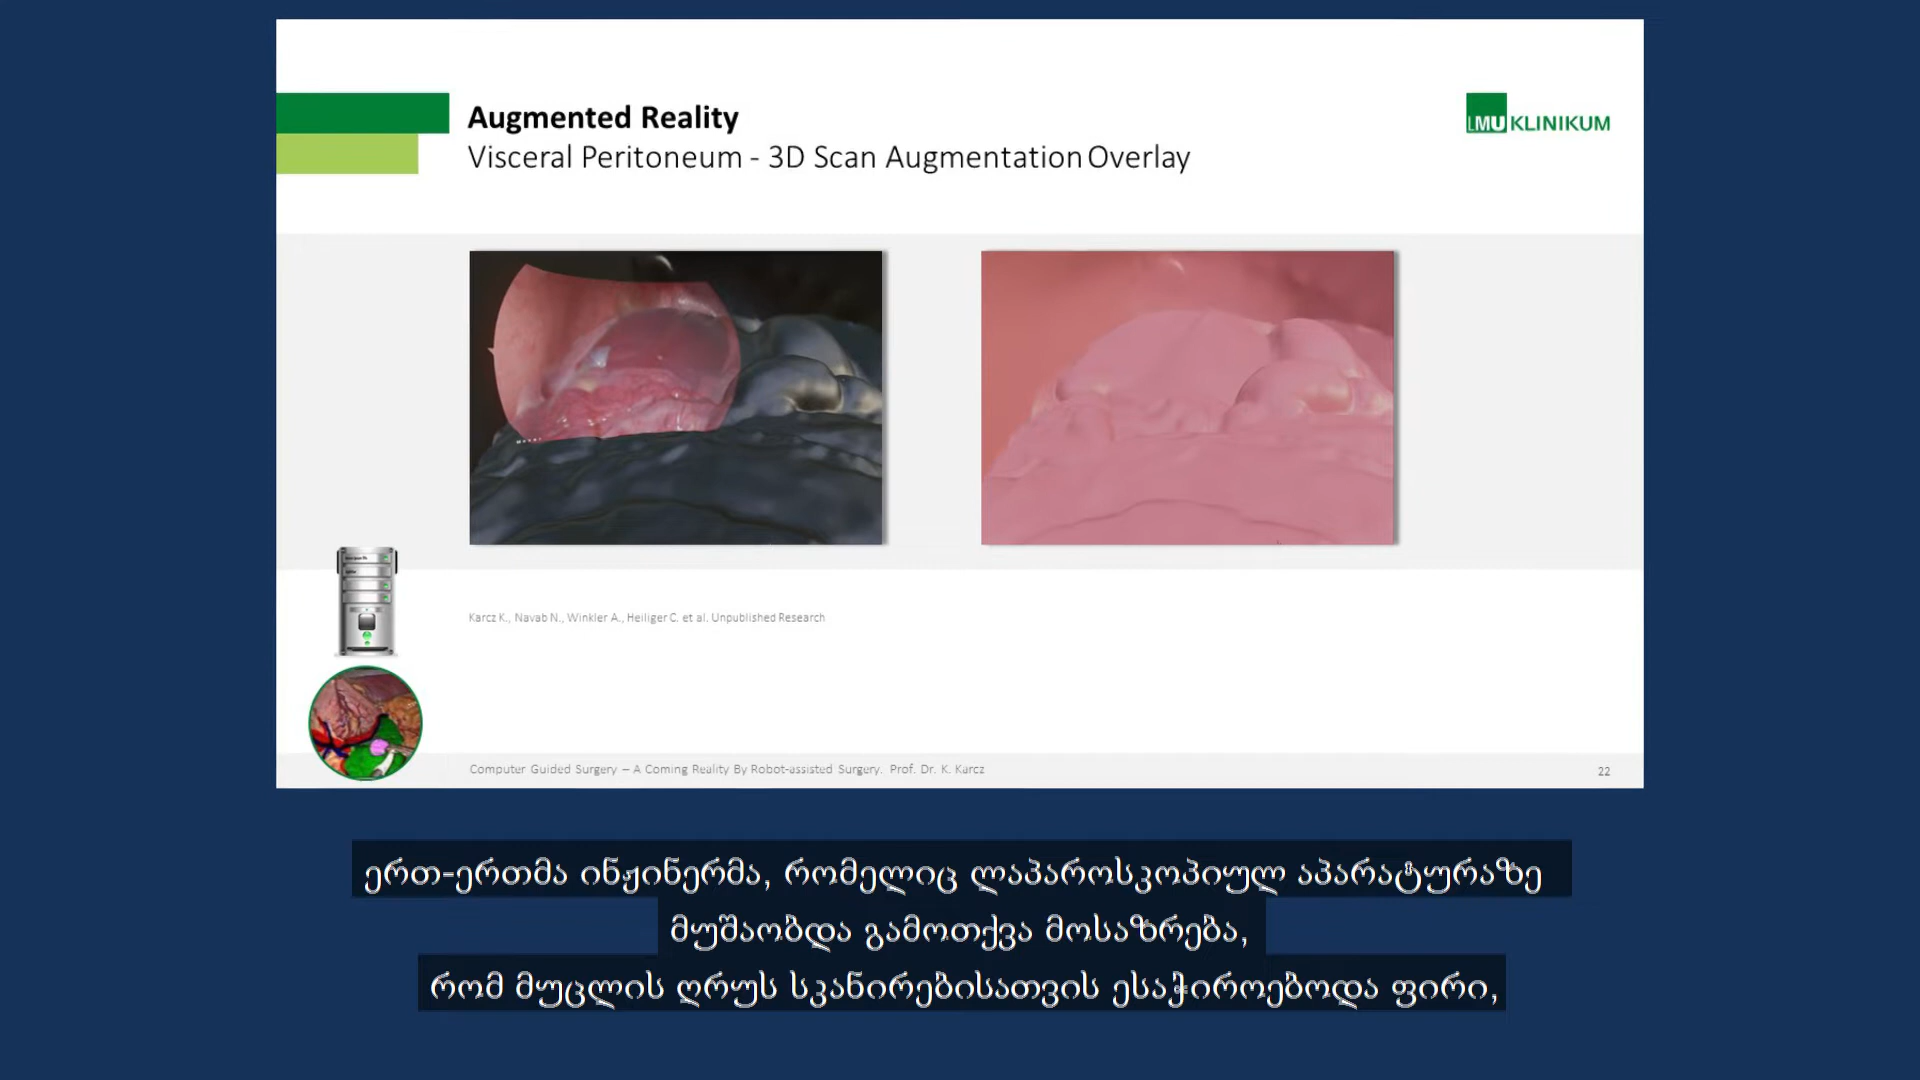 Augmented Reality
LMU KLINIKUM
Visceral Peritoneum - 3D Scan Augmentation Overlay
Karcz K., Navab N., Winkler A., Heiliger C. et al. Unpublished Research
Computer Guided Surgery – A Coming Reality By Robot-assisted Surgery. Prof. Dr. K. Karcz
22
ერთ-ერთმა ინჟინერმა, რომელიც ლაპაროსკოპიულ აპარატურაზე
მუშაობდა გამოთქვა მოსაზრება,
რომ მუცლის ღრუს სკანირებისათვის ესაჭიროებოდა ფირი,